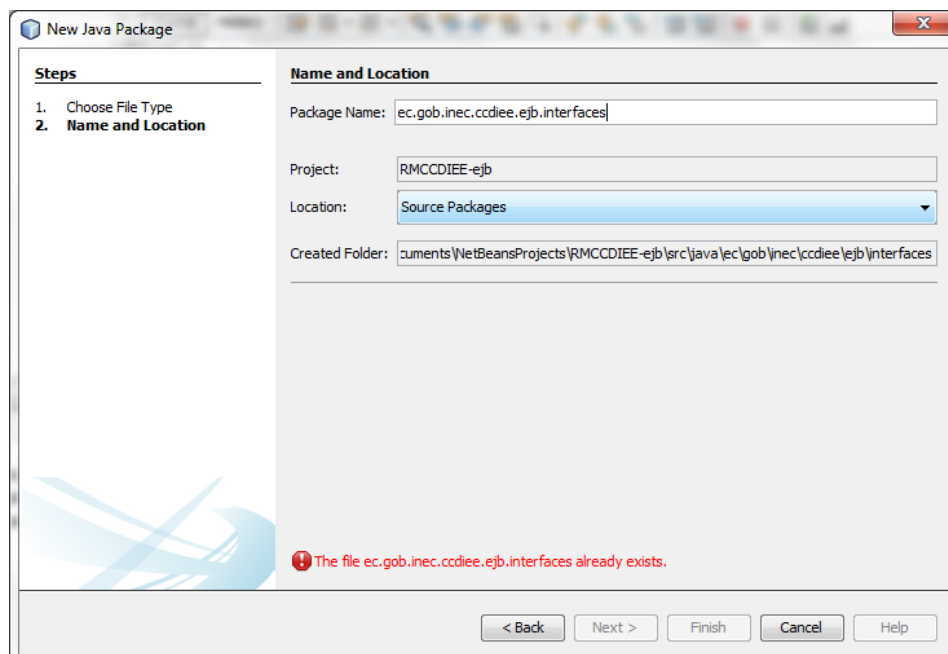 New Java Package
Steps
1. Choose File Type
2. Name and Location
Name and Location
Package Name: ec.gob.inec.ccdiee.ejb.interfaces
Project: RMCCDIEE-ejb
Location: Source Packages
Created Folder: :uments\NetBeansProjects\RMCCDIEE-ejb\src\java\ec\gob\inec\ccdiee\ejb\interfaces
The file ec.gob.inec.ccdiee.ejb.interfaces already exists.
< Back Next > Finish Cancel Help